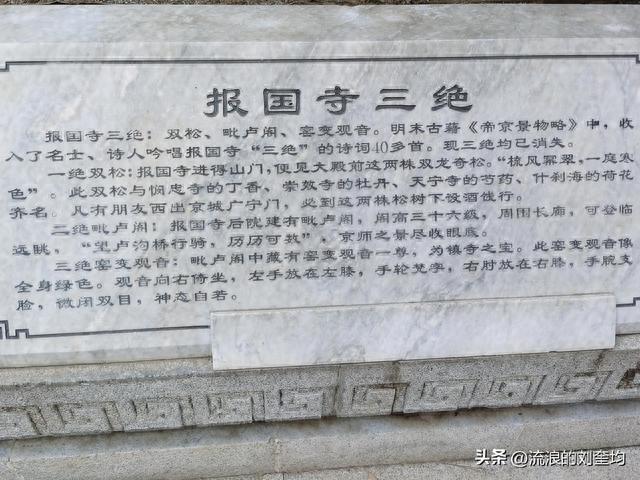 报国寺三绝
报国寺三绝：双松、毗卢阁、窑变观音。明末古籍《帝京景物略》中，收
入了名士、诗人吟唱报国寺“三绝”的诗词40多首。现三绝均已消失。
一绝双松：报国寺进得山门，便见大殿前这两株双龙奇松。“梳风幂翠，一庭寒
色”。此双松与悯忠寺的丁香、崇效寺的牡丹、天宁寺的芍药、什刹海的荷花
齐名。凡有朋友西出京城广宁门，必到这两株松树下设酒饯行。
二绝毗卢阁：报国寺后院建有毗卢阁，阁高三十六级，周围长廊，可登临
远眺，“望卢沟桥行骑，历历可数”，京师之景尽收眼底。
三绝窑变观音：毗卢阁中藏有窑变观音一尊，为镇寺之宝。此窑变观音像
全身绿色。观音向右倚坐，左手放在左膝，手轮梵字，右肘放在右膝，手腕支
脸，微闭双目，神态自若。
头条 @流浪的刘奎均